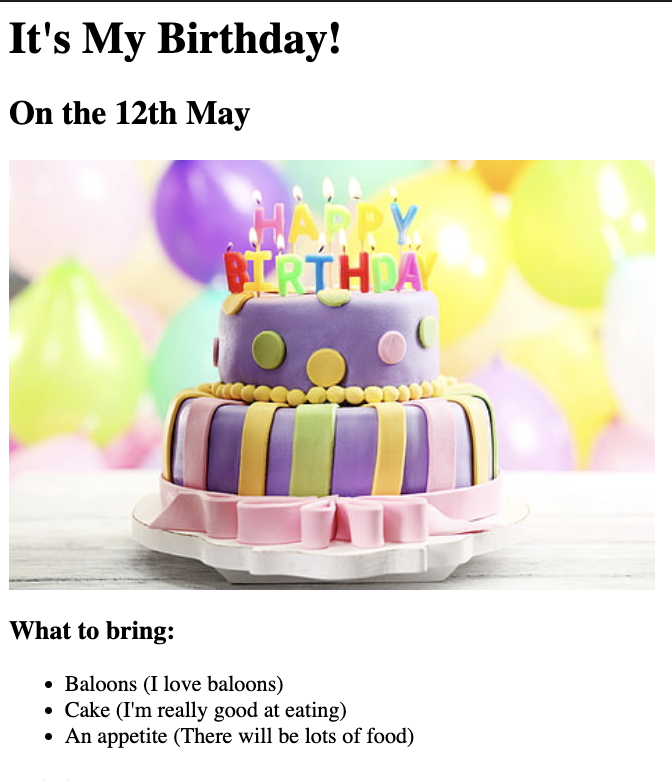 It's My Birthday!
On the 12th May
HAPPY
BIRTHDAY
What to bring:
Baloons (I love baloons)
Cake (I'm really good at eating)
An appetite (There will be lots of food)